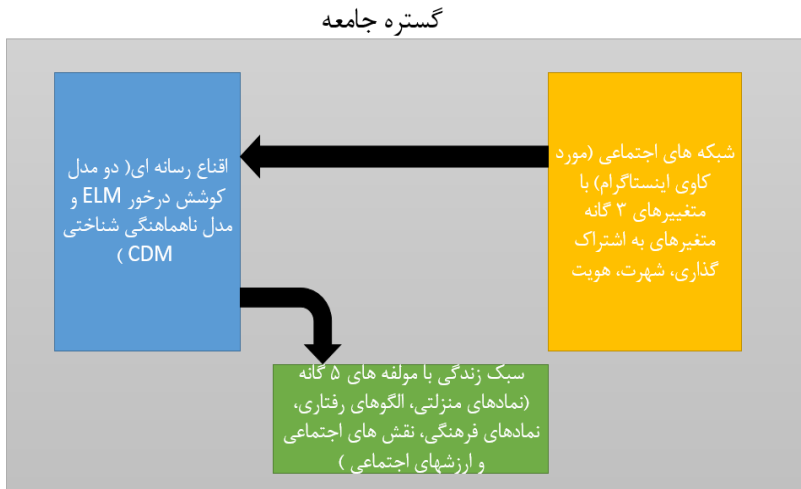 گستره جامعه
شبکه های اجتماعی (مورد
کاوی اینستاگرام) با
متغییرهای ۳ گانه
متغیرهای به اشتراک
گذاری، شهرت، هویت
اقناع رسانه ای( دو مدل
کوشش درخور ELM و
مدل ناهماهنگی شناختی
CDM )
سبک زندگی با مولفه های ۵ گانه
(نمادهای منزلتی، الگوهای رفتاری،
نمادهای فرهنگی، نقش های اجتماعی
و ارزشهای اجتماعی )